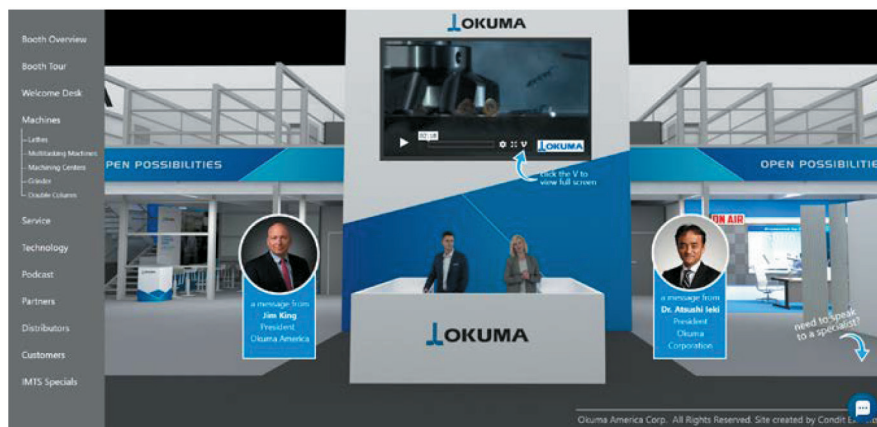 Booth Overview
Booth Tour
Welcome Desk
Machines
Lathes
Multitasking Machines
Machining Centers
Grinder
Double Column
Service
Technology
Podcast
Partners
Distributors
Customers
IMTS Specials
OKUMA
OKUMA
click the V to
view full screen
PEN POSSIBILITIES
OPEN POSSIBILITIE
OKUMA
OKUMA
ON AIR
a message from
Jim King
President
Okuma America
OKUMA
a message from
Dr. Atsushi Ieki
President
Okuma
Corporation
need to speak
to a specialist?
Okuma America Corp. All Rights Reserved. Site created by Condit